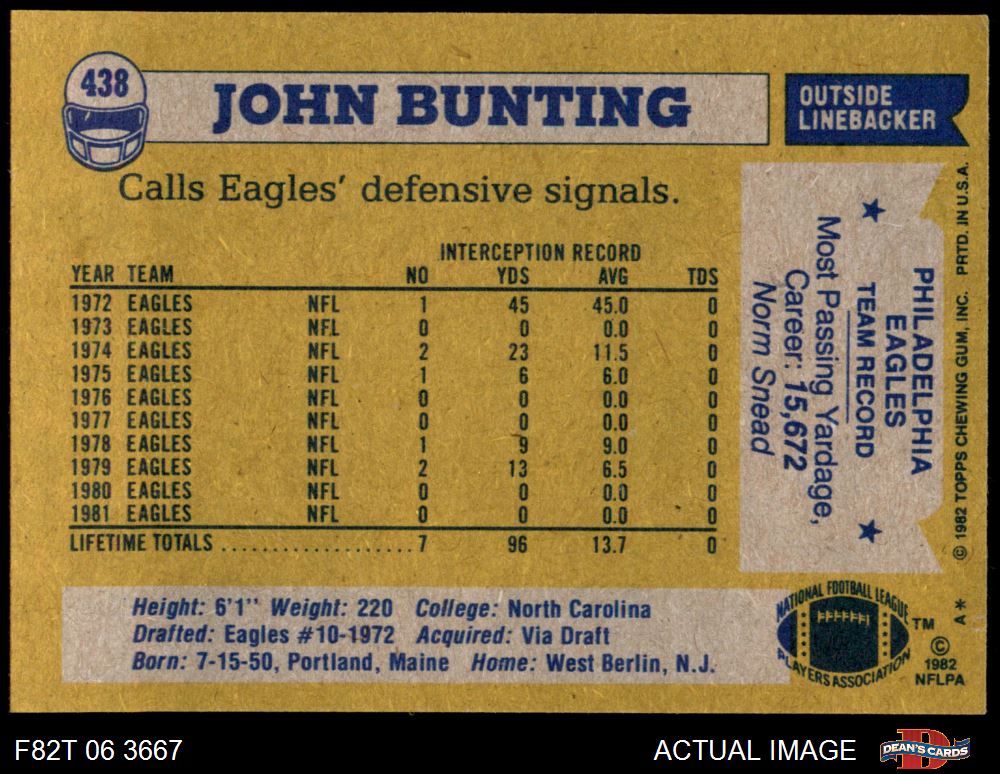 438
JOHN BUNTING
OUTSIDE
LINEBACKER
Calls Eagles' defensive signals.
INTERCEPTION RECORD
YEAR TEAM NO YDS AVG TDS
1972 EAGLES NFL 1 45 45.0 0
1973 EAGLES NFL 0 0 0.0 0
1974 EAGLES NFL 2 23 11.5 0
1975 EAGLES NFL 1 6 6.0 0
1976 EAGLES NFL 0 0 0.0 0
1977 EAGLES NFL 0 0 0.0 0
1978 EAGLES NFL 1 9 9.0 0
1979 EAGLES NFL 2 13 6.5 0
1980 EAGLES NFL 0 0 0.0 0
1981 EAGLES NFL 0 0 0.0 0
LIFETIME TOTALS ..................7 96 13.7 0
PHILADELPHIA
EAGLES
★ TEAM RECORD ★
Most Passing Yardage,
Career: 15,672
Norm Snead
© 1982 TOPPS CHEWING GUM, INC. PRTD. IN U.S.A.
Height: 6'1" Weight: 220 College: North Carolina
Drafted: Eagles #10-1972 Acquired: Via Draft
Born: 7-15-50, Portland, Maine Home: West Berlin, N.J.
NATIONAL FOOTBALL LEAGUE
PLAYERS ASSOCIATION
TM
A*
©
1982
NFLPA
F82T 06 3667
ACTUAL IMAGE
DEAN'S CARDS